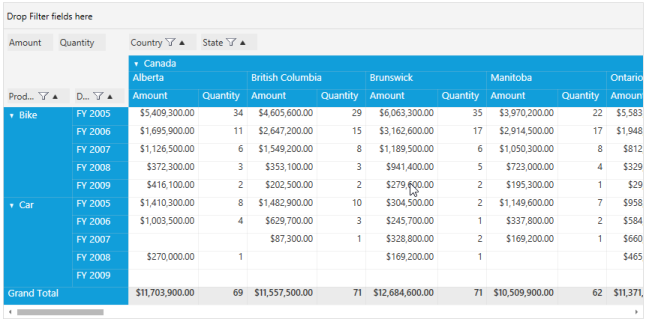 Drop Filter fields here
Amount Quantity Country State
Canada
Alberta British Columbia Brunswick Manitoba Ontario
Prod... D... Amount Quantity Amount Quantity Amount Quantity Amount Quantity Amoun
Bike FY 2005 $5,409,300.00 34 $4,605,600.00 29 $6,063,300.00 35 $3,970,200.00 22 $5,583
FY 2006 $1,695,900.00 11 $2,647,200.00 15 $3,162,600.00 17 $2,914,500.00 17 $1,948
FY 2007 $1,126,500.00 6 $1,549,200.00 8 $1,189,500.00 6 $1,050,300.00 8 $812
FY 2008 $372,300.00 3 $353,100.00 3 $941,400.00 5 $723,000.00 4 $329
FY 2009 $416,100.00 2 $202,500.00 2 2 $195,300.00 1 $29
Car FY 2005 $1,410,300.00 8 $1,482,900.00 10 $304,500.00 2 $1,149,600.00 7 $958
FY 2006 $1,003,500.00 4 $629,700.00 3 $245,700.00 1 $337,800.00 2 $584
FY 2007 $87,300.00 1 $328,800.00 2 $169,200.00 1 $660
FY 2008 $270,000.00 1 $169,200.00 1 $465
FY 2009
Grand Total $11,703,900.00 69 $11,557,500.00 71 $12,684,600.00 71 $10,509,900.00 62 $11,371,